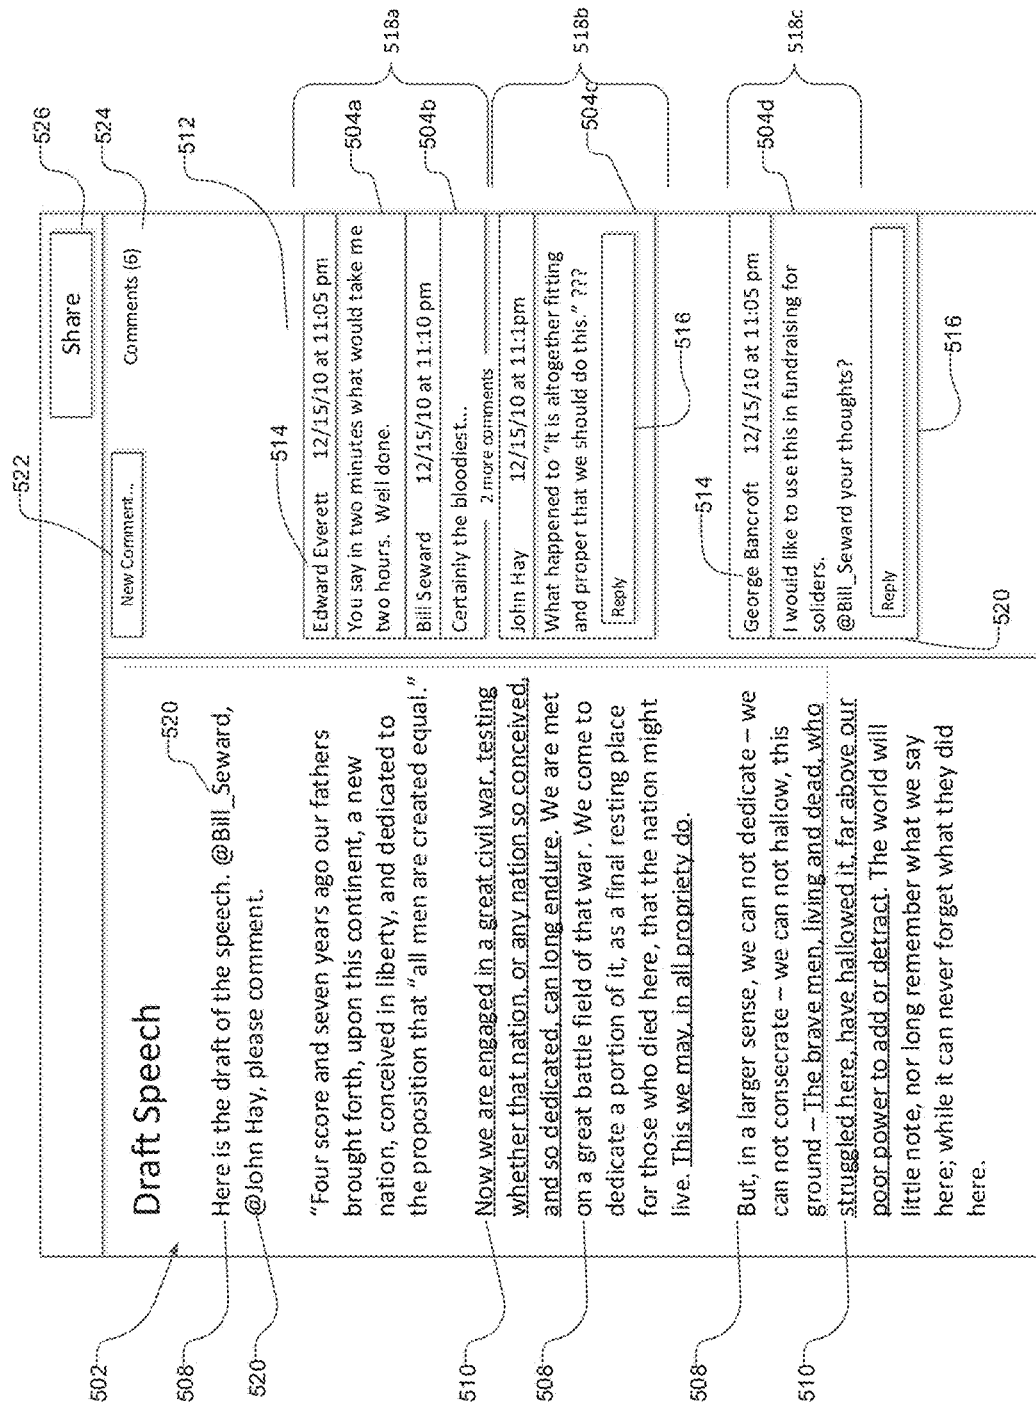 522
526
Share
524
New Comment...
Comments (6)
512
502
Draft Speech
508
Here is the draft of the speech. @Bill_Seward,
520
@John Hay, please comment.
520
"Four score and seven years ago our fathers
brought forth, upon this continent, a new
nation, conceived in liberty, and dedicated to
the proposition that "all men are created equal."
510
Now we are engaged in a great civil war, testing
whether that nation, or any nation so conceived,
and so dedicated, can long endure. We are met
508
on a great battle field of that war. We come to
dedicate a portion of it, as a final resting place
for those who died here, that the nation might
live. This we may, in all propriety do.
508
But, in a larger sense, we can not dedicate – we
can not consecrate – we can not hallow, this
ground – The brave men, living and dead, who
510
struggled here, have hallowed it, far above our
poor power to add or detract. The world will
little note, nor long remember what we say
here; while it can never forget what they did
here.
514
Edward Everett 12/15/10 at 11:05 pm
518a
You say in two minutes what would take me
504a
two hours. Well done.
Bill Seward 12/15/10 at 11:10 pm
504b
Certainly the bloodiest...
2 more comments
John Hay 12/15/10 at 11:1pm
518b
What happened to "It is altogether fitting
504c
and proper that we should do this." ???
Reply
516
514
George Bancroft 12/15/10 at 11:05 pm
518c
504d
I would like to use this in fundraising for
soliders.
@Bill_Seward your thoughts?
Reply
516
520